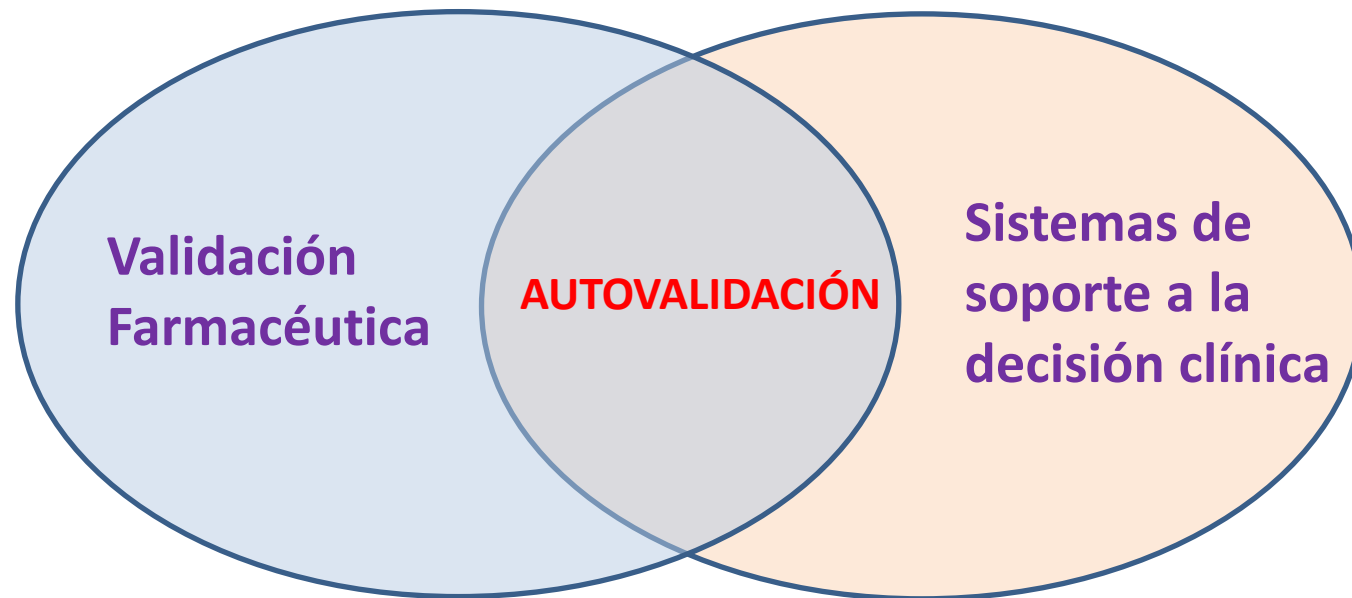 Validación
Farmacéutica
AUTOVALIDACIÓN
Sistemas de
soporte a la
decisión clínica